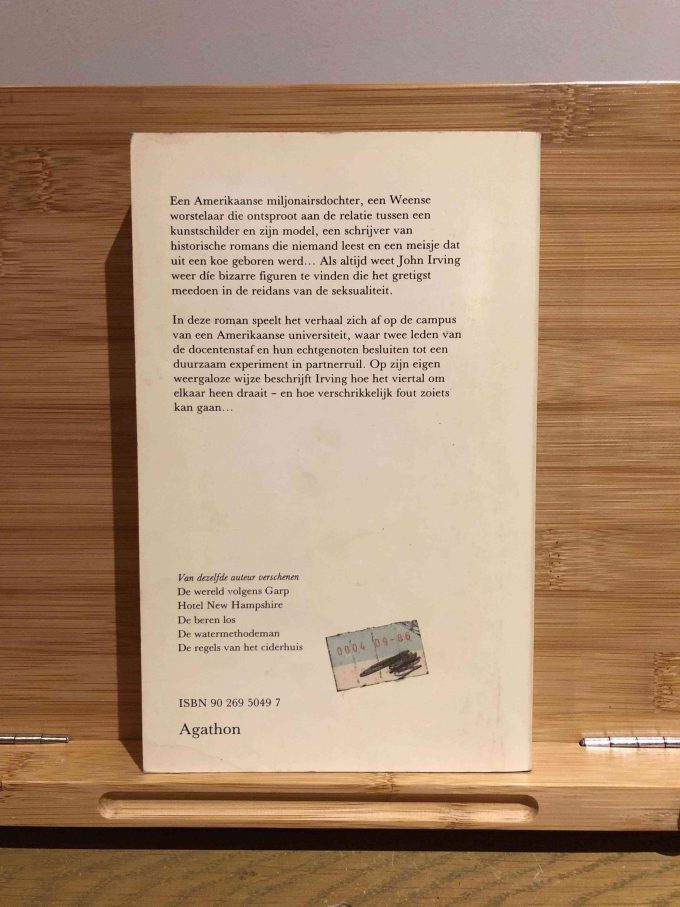 Een Amerikaanse miljonairsdochter, een Weense
worstelaar die ontsproot aan de relatie tussen een
kunstschilder en zijn model, een schrijver van
historische romans die niemand leest en een meisje dat
uit een koe geboren werd... Als altijd weet John Irving
weer díe bizarre figuren te vinden die het gretigst
meedoen in de reidans van de seksualiteit.
In deze roman speelt het verhaal zich af op de campus
van een Amerikaanse universiteit, waar twee leden van
de docentenstaf en hun echtgenoten besluiten tot een
duurzaam experiment in partnerruil. Op zijn eigen
weergaloze wijze beschrijft Irving hoe het viertal om
elkaar heen draait – en hoe verschrikkelijk fout zoiets
kan gaan...
Van dezelfde auteur verschenen
De wereld volgens Garp
Hotel New Hampshire
De beren los
De watermethodeman
De regels van het ciderhuis
0004 09-86
ISBN 90 269 5049 7
Agathon